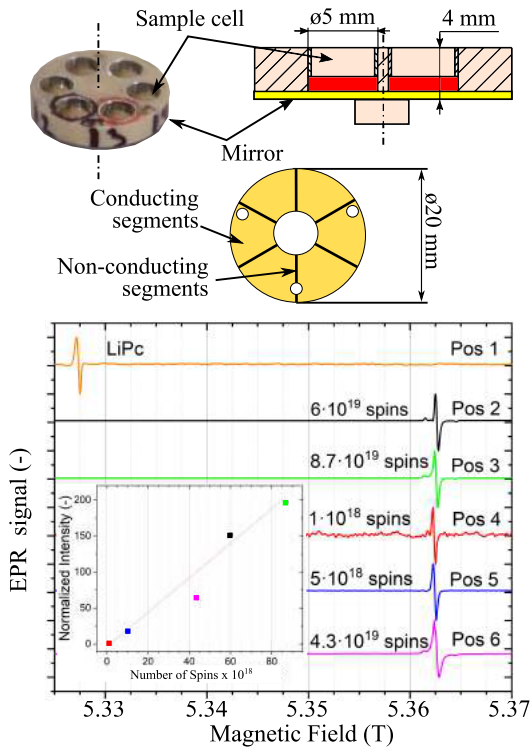 Sample cell
ø5 mm
4 mm
Mirror
Conducting
segments
Non-conducting
segments
ø20 mm
LiPc
Pos 1
6·10¹⁹ spins
Pos 2
8.7·10¹⁹ spins
Pos 3
1·10¹⁸ spins
Pos 4
5·10¹⁸ spins
Pos 5
4.3·10¹⁹ spins
Pos 6
EPR signal (-)
Normalized Intensity (-)
200
150
100
50
0
0 40 60 80
Number of Spins x 10¹⁸
5.33 5.34 5.35 5.36 5.37
Magnetic Field (T)